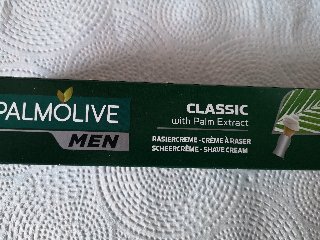 PALMOLIVE
MEN
CLASSIC
with Palm Extract
RASIERCREME - CRÈME À RASER
SCHEERCRÈME - SHAVE CREAM